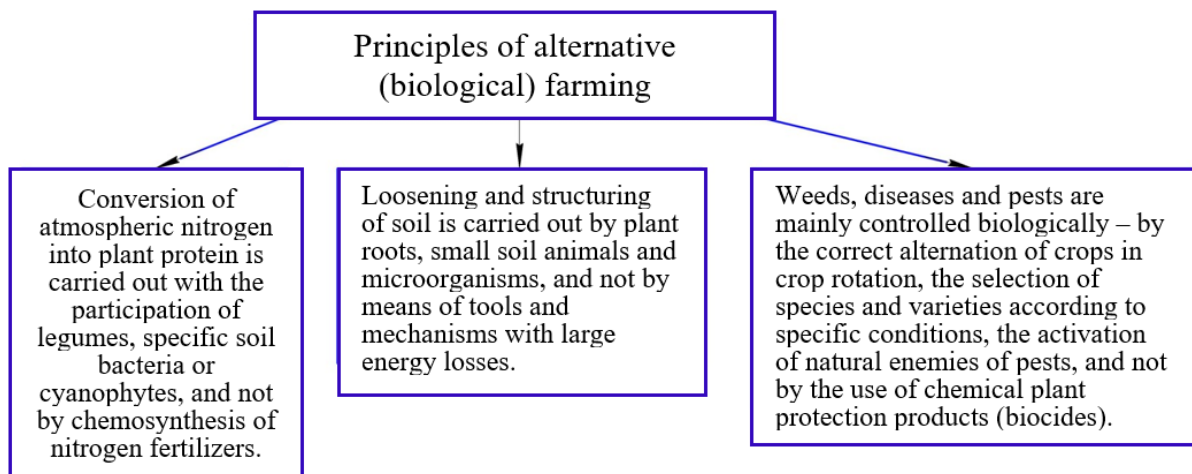 Principles of alternative
(biological) farming
Conversion of
atmospheric nitrogen
into plant protein is
carried out with the
participation of
legumes, specific soil
bacteria or
cyanophytes, and not
by chemosynthesis of
nitrogen fertilizers.
Loosening and structuring
of soil is carried out by plant
roots, small soil animals and
microorganisms, and not by
means of tools and
mechanisms with large
energy losses.
Weeds, diseases and pests are
mainly controlled biologically – by
the correct alternation of crops in
crop rotation, the selection of
species and varieties according to
specific conditions, the activation
of natural enemies of pests, and not
by the use of chemical plant
protection products (biocides).